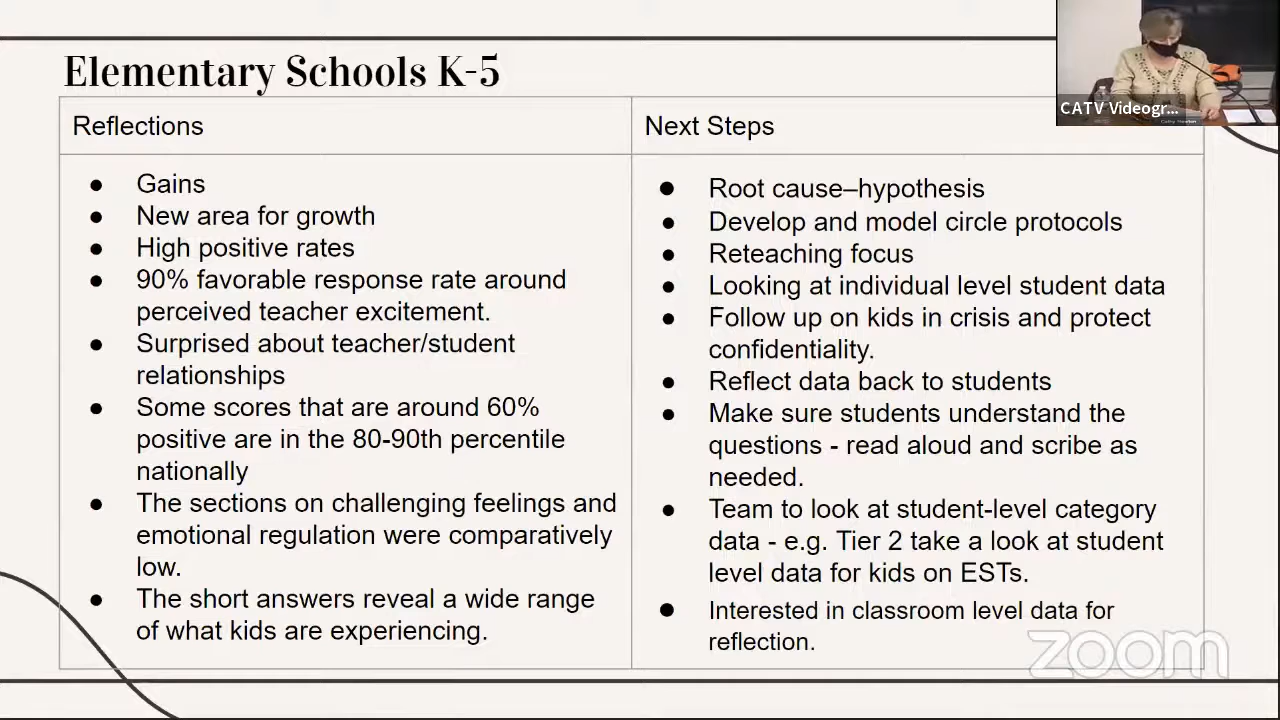 Elementary Schools K-5
CATV Videogr...
Reflections
Gains
New area for growth
High positive rates
90% favorable response rate around
perceived teacher excitement.
Surprised about teacher/student
relationships
Some scores that are around 60%
positive are in the 80-90th percentile
nationally
The sections on challenging feelings and
emotional regulation were comparatively
low.
The short answers reveal a wide range
of what kids are experiencing.
Next Steps
Root cause–hypothesis
Develop and model circle protocols
Reteaching focus
Looking at individual level student data
Follow up on kids in crisis and protect
confidentiality.
Reflect data back to students
Make sure students understand the
questions - read aloud and scribe as
needed.
Team to look at student-level category
data - e.g. Tier 2 take a look at student
level data for kids on ESTs.
Interested in classroom level data for
reflection.
zoom